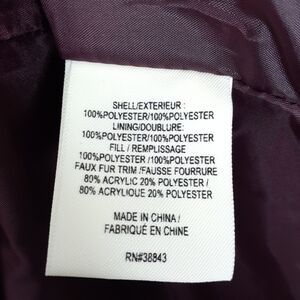 SHELL/EXTERIEUR :
100%POLYESTER/100%POLYESTER
LINING/DOUBLURE:
100%POLYESTER/100%POLYESTER
FILL / REMPLISSAGE
100%POLYESTER /100%POLYESTER
FAUX FUR TRIM /FAUSSE FOURRURE
80% ACRYLIC 20% POLYESTER /
80% ACRYLIQUE 20% POLYESTER
MADE IN CHINA /
FABRIQUÉ EN CHINE
RN#38843